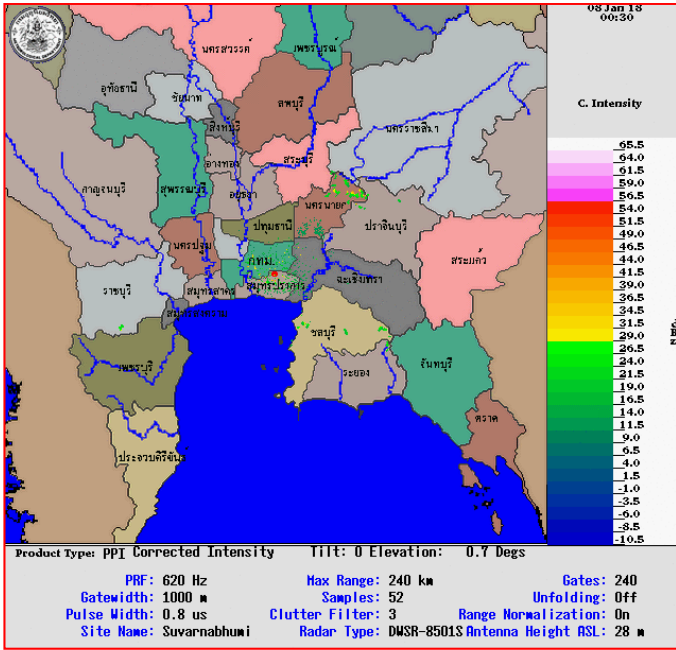 08 Jan 18
00:30
C. Intensity
65.5
64.0
61.5
59.0
56.5
54.0
51.5
49.0
46.5
44.0
41.5
39.0
36.5
34.5
31.5
29.0
26.5
24.0
21.5
19.0
16.5
14.0
11.5
9.0
6.5
4.0
1.5
-1.0
-3.5
-6.0
-8.5
-10.5
นครสวรรค์
เพชรบูรณ์
อุทัยธานี
ชัยนาท
ลพบุรี
สิงห์บุรี
นครราชสีมา
อ่างทอง
สระบุรี
กาญจนบุรี
สุพรรณบุรี
อยุธยา
นครนายก
ปราจีนบุรี
ปทุมธานี
นครปฐม
กทม.
สระแก้ว
ราชบุรี
สมุทรสาคร
สมุทรปราการ
ฉะเชิงเทรา
สมุทรสงคราม
ชลบุรี
เพชรบุรี
ระยอง
จันทบุรี
ตราด
ประจวบคีรีขันธ์
Product Type: PPI Corrected Intensity Tilt: 0 Elevation: 0.7 Degs
PRF: 620 Hz Max Range: 240 km Gates: 240
Gatewidth: 1000 m Samples: 52 Unfolding: Off
Pulse Width: 0.8 us Clutter Filter: 3 Range Normalization: On
Site Name: Suvarnabhumi Radar Type: DWSR-8501S Antenna Height ASL: 28 m